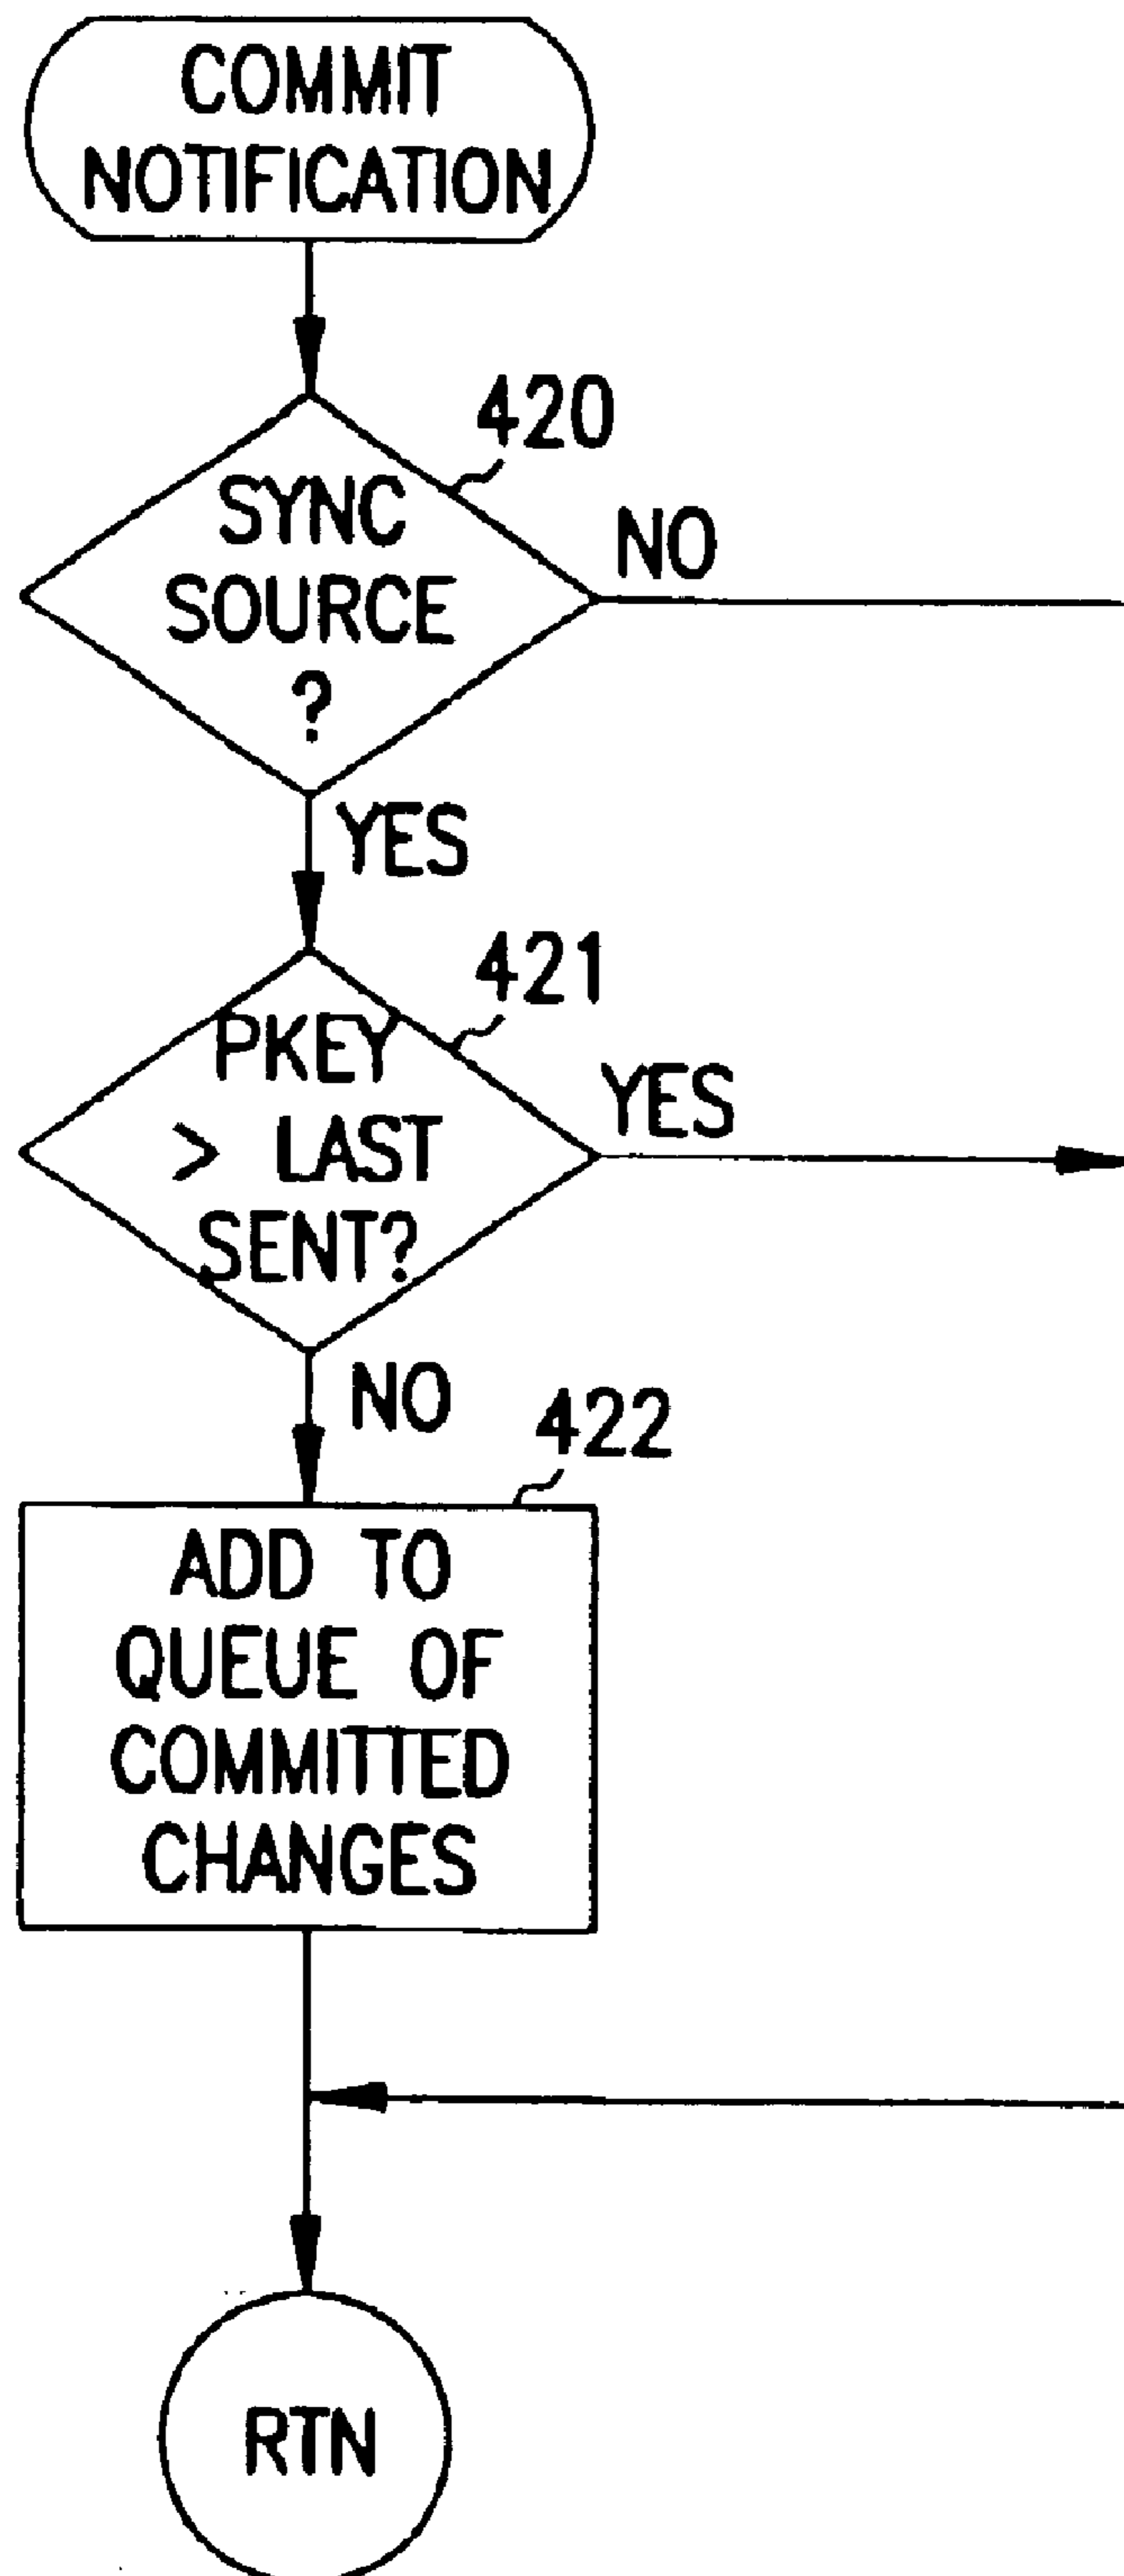 COMMIT
NOTIFICATION
420
SYNC
SOURCE
?
NO
YES
421
PKEY
> LAST
SENT?
YES
NO
422
ADD TO
QUEUE OF
COMMITTED
CHANGES
RTN